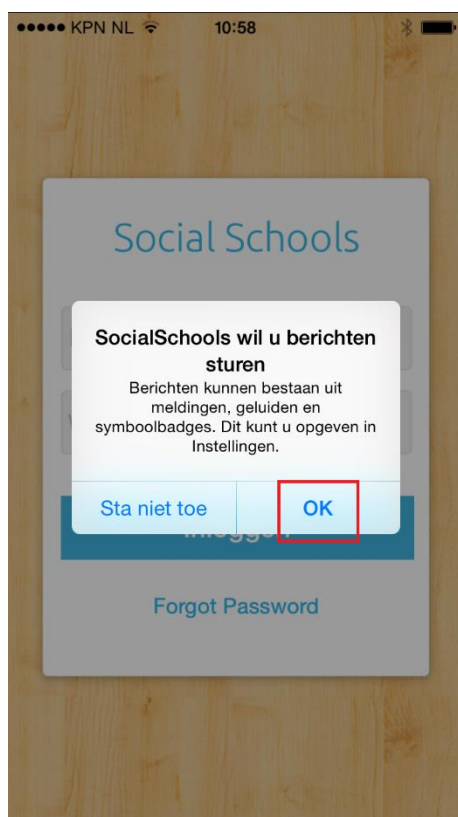 KPN NL 10:58
Social Schools
SocialSchools wil u berichten
sturen
Berichten kunnen bestaan uit
meldingen, geluiden en
symboolbadges. Dit kunt u opgeven in
Instellingen.
Sta niet toe OK
Inloggen
Forgot Password